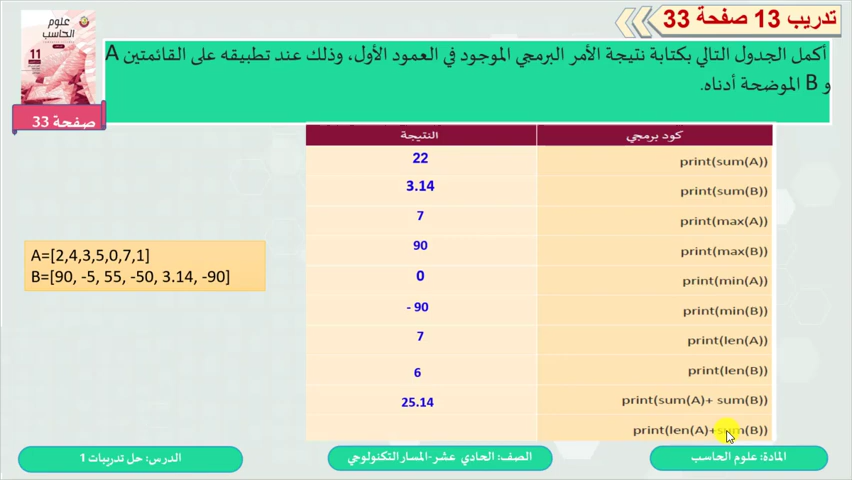 تدريب 13 صفحة 33
علوم
الحاسب
11
صفحة 33
أكمل الجدول التالي بكتابة نتيجة الأمر البرمجي الموجود في العمود الأول، وذلك عند تطبيقه على القائمتين A
و B الموضحة أدناه.
كود برمجي النتيجة
print(sum(A)) 22
print(sum(B)) 3.14
print(max(A)) 7
print(max(B)) 90
print(min(A)) 0
print(min(B)) - 90
print(len(A)) 7
print(len(B)) 6
print(sum(A)+ sum(B)) 25.14
print(len(A)+sum(B))
A=[2,4,3,5,0,7,1]
B=[90, -5, 55, -50, 3.14, -90]
المادة: علوم الحاسب
الصف: الحادي عشر-المسار التكنولوجي
الدرس: حل تدريبات 1